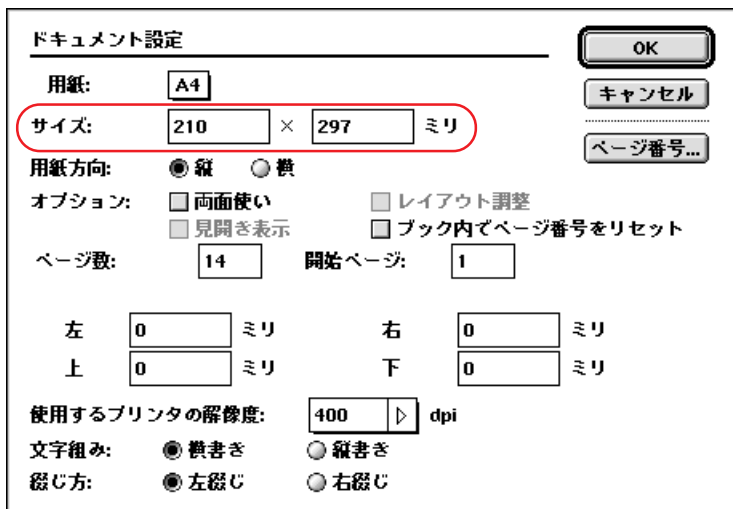 ドキュメント設定
OK
用紙: A4
キャンセル
サイズ: 210 × 297 ミリ
ページ番号...
用紙方向: 縦 横
オプション: 両面使い レイアウト調整
見開き表示 ブック内でページ番号をリセット
ページ数: 14 開始ページ: 1
左 0 ミリ 右 0 ミリ
上 0 ミリ 下 0 ミリ
使用するプリンタの解像度: 400 dpi
文字組み: 横書き 縦書き
綴じ方: 左綴じ 右綴じ